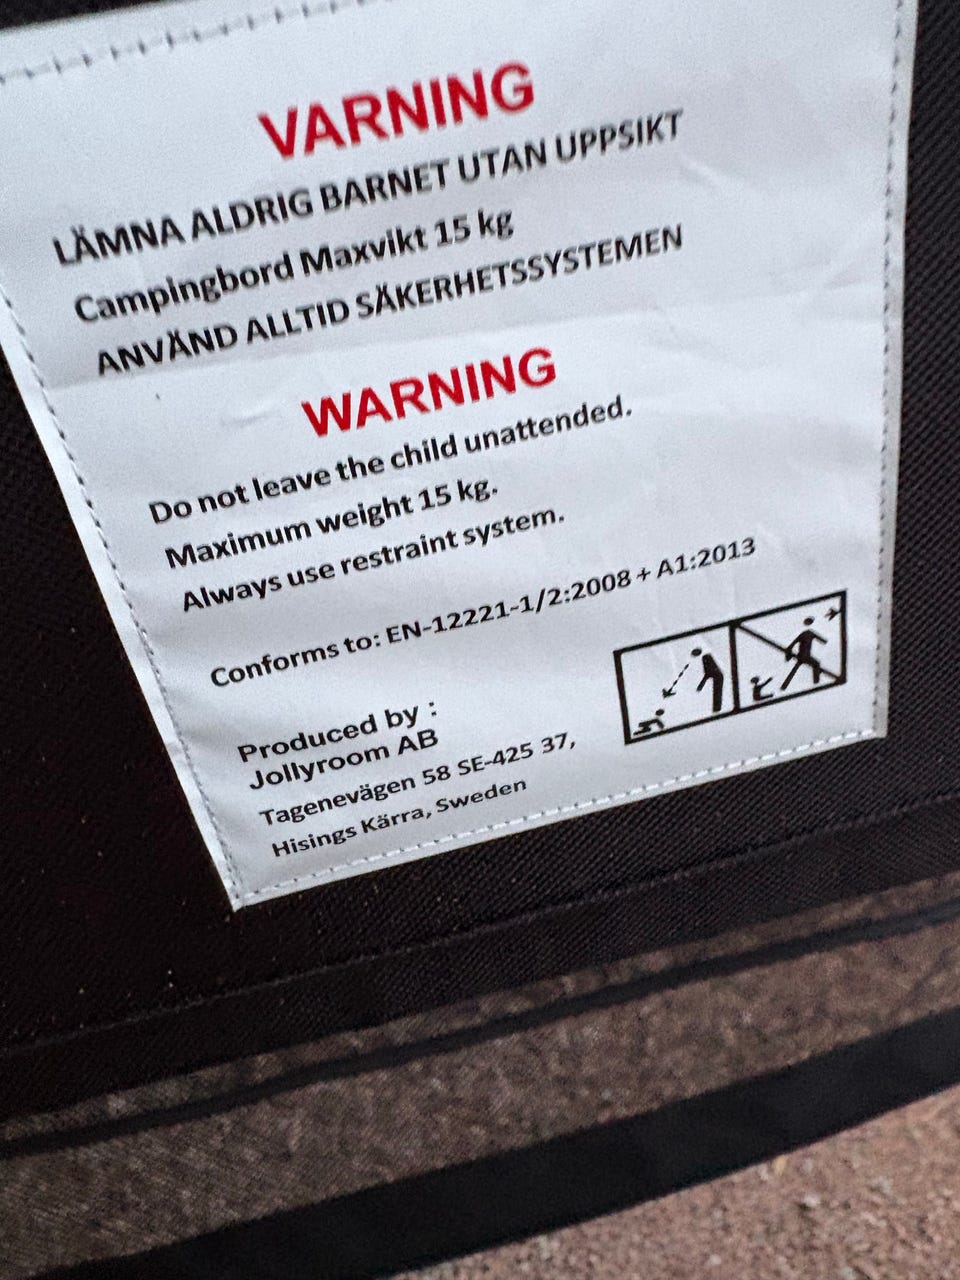 VARNING
LÄMNA ALDRIG BARNET UTAN UPPSIKT
Campingbord Maxvikt 15 kg
ANVÄND ALLTID SÄKERHETSSYSTEMEN
WARNING
Do not leave the child unattended.
Maximum weight 15 kg.
Always use restraint system.
Conforms to: EN-12221-1/2:2008 + A1:2013
Produced by :
Jollyroom AB
Tagenevägen 58 SE-425 37,
Hisings Kärra, Sweden